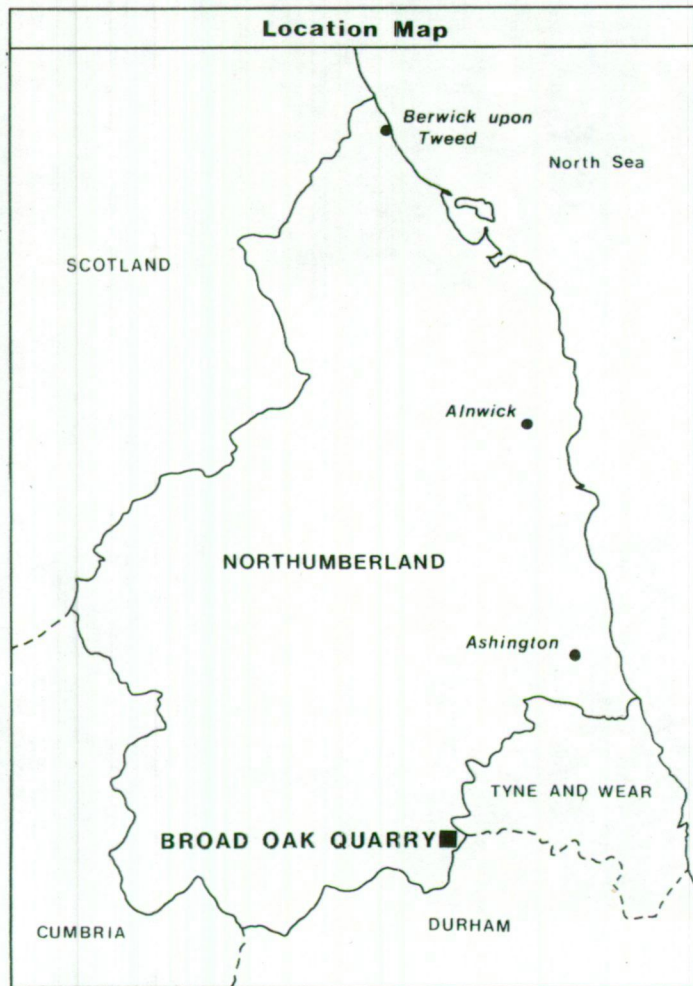 Location Map
Berwick upon
Tweed
North Sea
SCOTLAND
Alnwick
NORTHUMBERLAND
Ashington
TYNE AND WEAR
BROAD OAK QUARRY
CUMBRIA
DURHAM